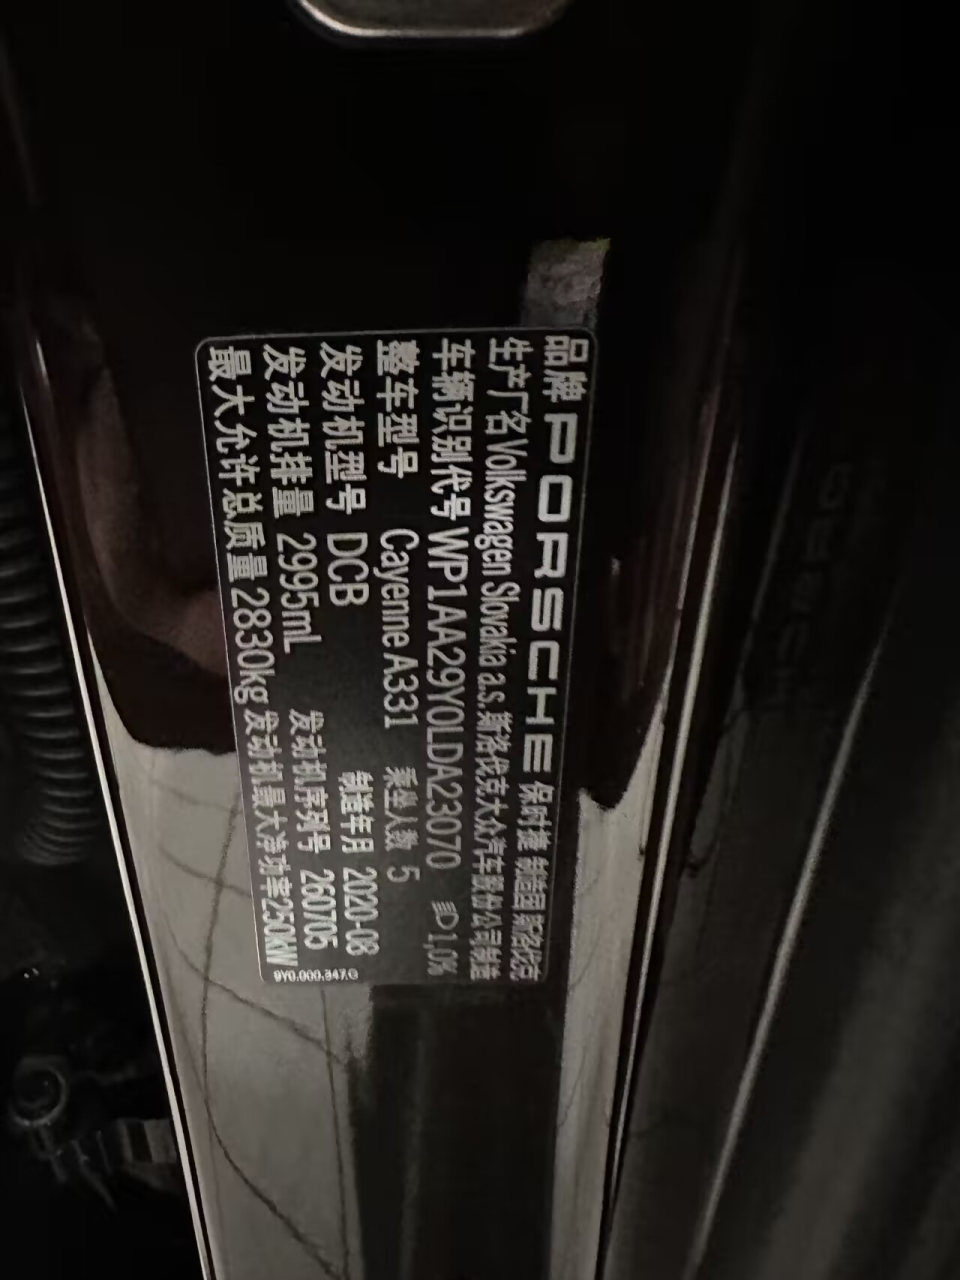 品牌 PORSCHE 保时捷 制造国 斯洛伐克
生产厂名 Volkswagen Slovakia a.s. 斯洛伐克大众汽车股份公司制造
车辆识别代号 WP1AA29Y0LDA23070 1,0%
整车型号 Cayenne A331 乘坐人数 5
发动机型号 DCB 制造年月 2020-08
发动机排量 2995mL 发动机序列号 260705
最大允许总质量 2830kg 发动机最大净功率250kW
9Y0.000.347.G